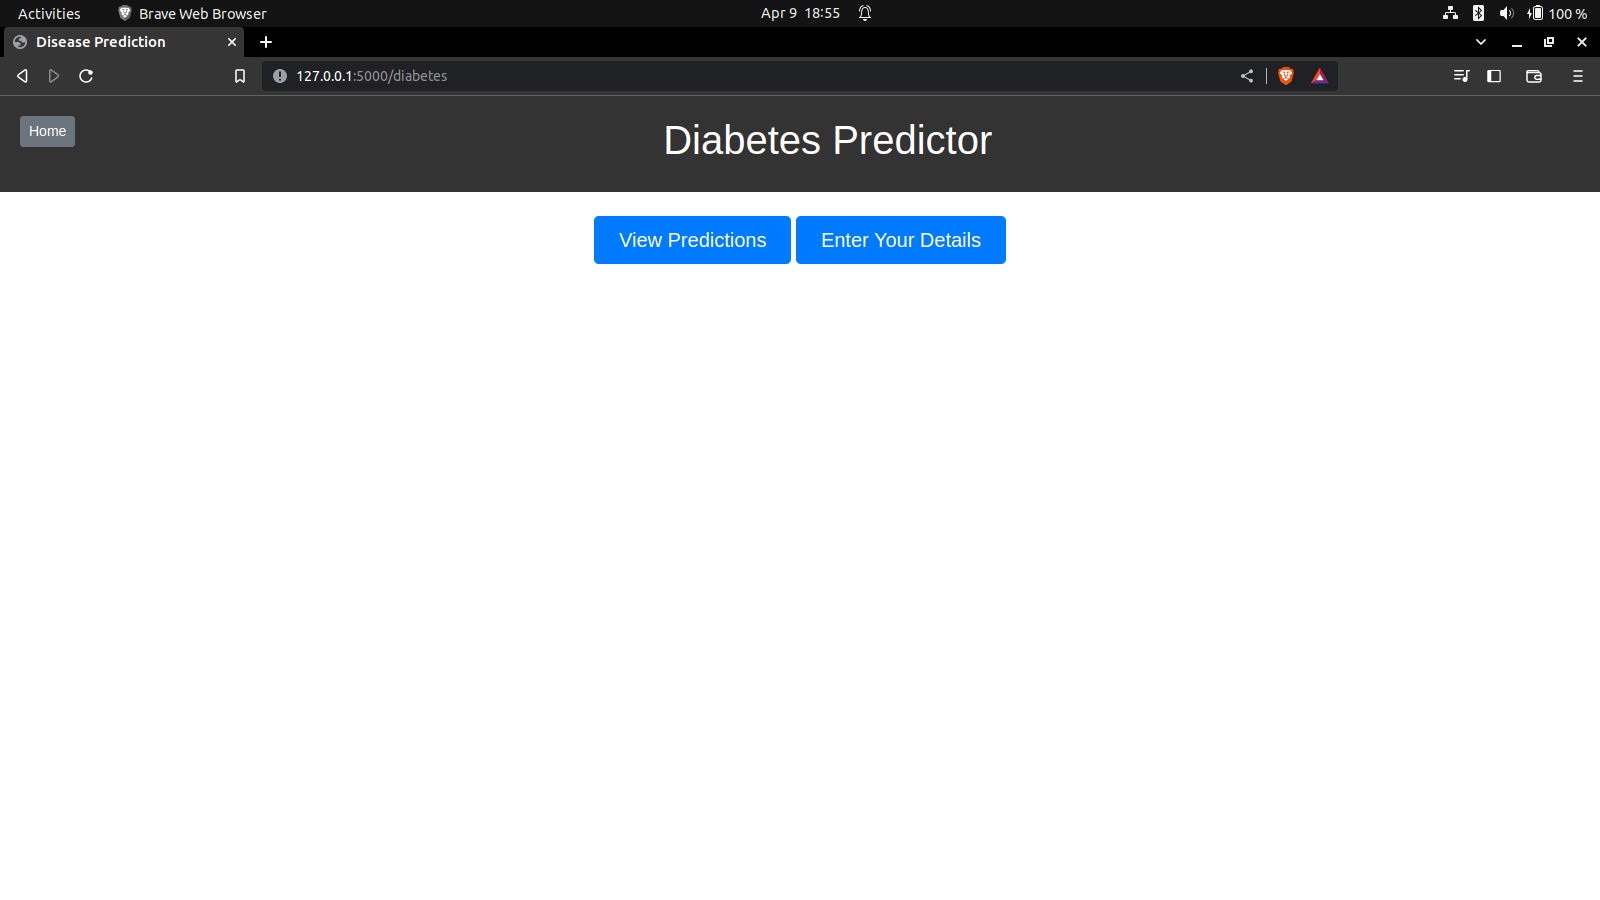 Activities Brave Web Browser Apr 9 18:55 100 %
Disease Prediction
127.0.0.1:5000/diabetes
Home Diabetes Predictor
View Predictions Enter Your Details